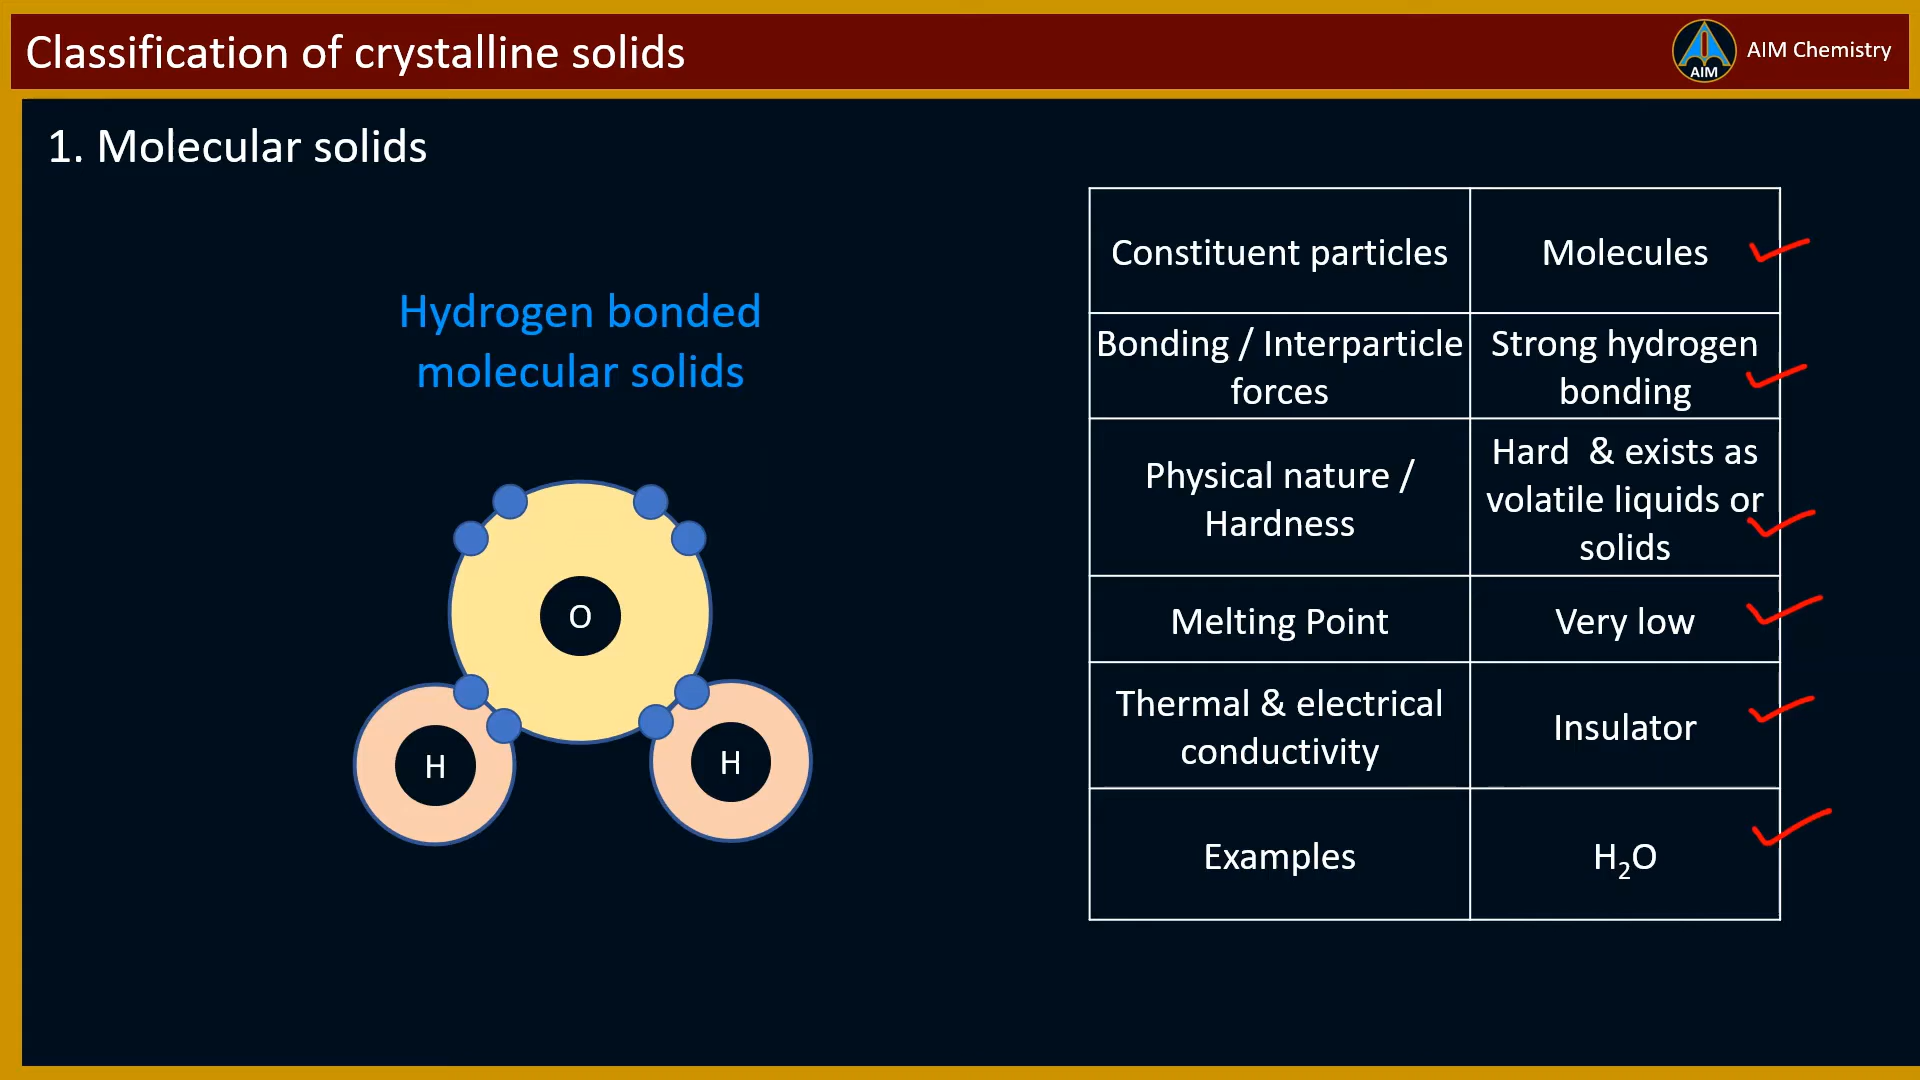 Classification of crystalline solids
AIM
AIM Chemistry
1. Molecular solids
Hydrogen bonded
molecular solids
O
H
H
Constituent particles
Molecules
Bonding / Interparticle
forces
Strong hydrogen
bonding
Physical nature /
Hardness
Hard & exists as
volatile liquids or
solids
Melting Point
Very low
Thermal & electrical
conductivity
Insulator
Examples
H₂O